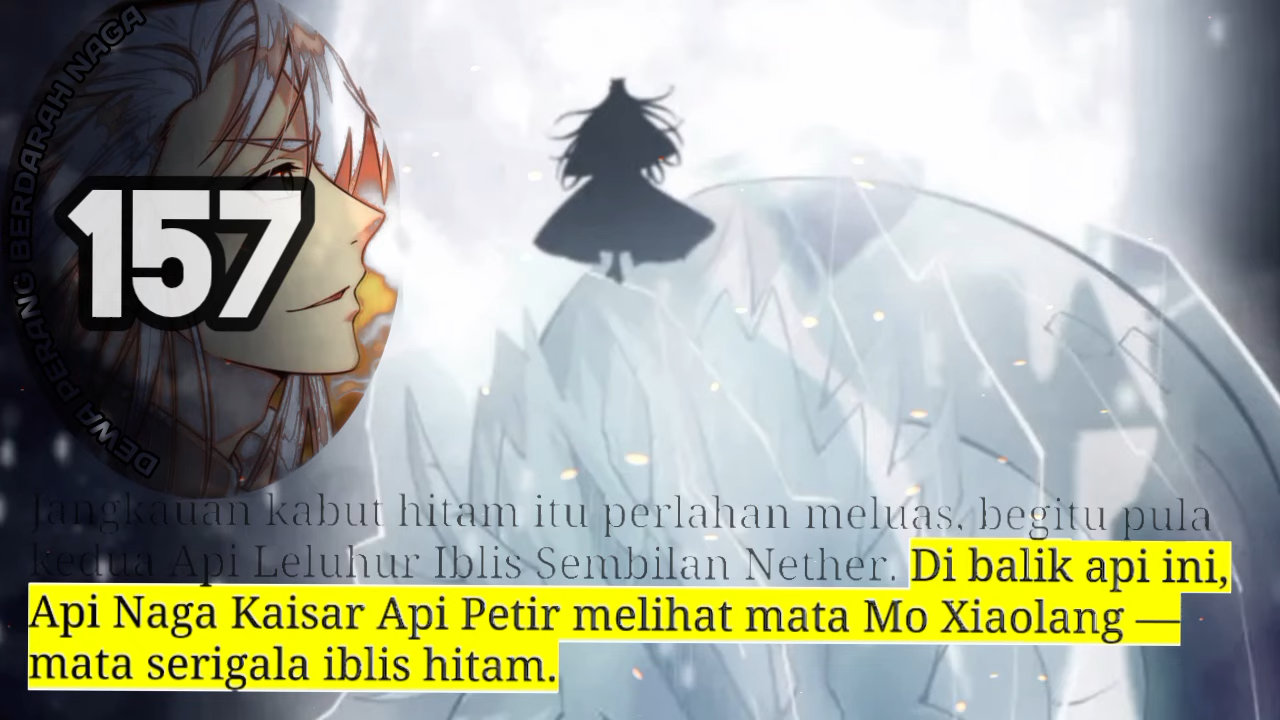 DEWA PERANG BERDARAH NAGA
157
Jangkauan kabut hitam itu perlahan meluas, begitu pula
kedua Api Leluhur Iblis Sembilan Nether. Di balik api ini,
Api Naga Kaisar Api Petir melihat mata Mo Xiaolang —
mata serigala iblis hitam.